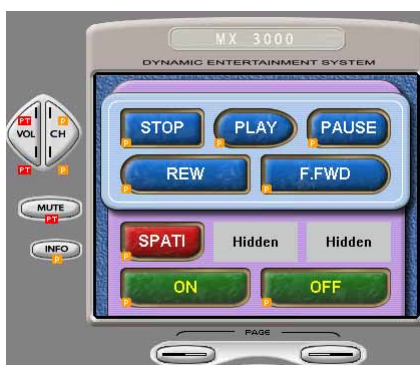 MX 3000
DYNAMIC ENTERTAINMENT SYSTEM
STOP PLAY PAUSE
P P P
PT P
VOL CH
PT P
REW F.FWD
P P
MUTE
PT
SPATI Hidden Hidden
P
INFO
P
ON OFF
P P
PAGE